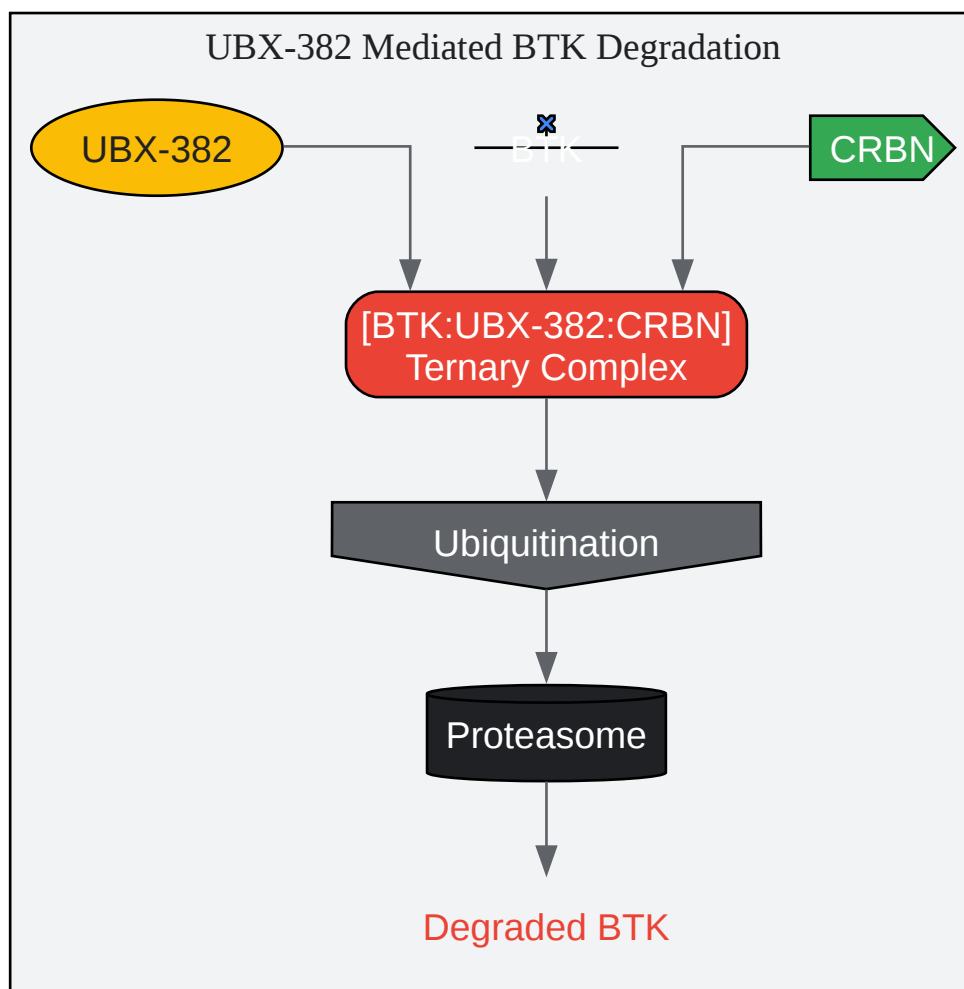 UBX-382 Mediated BTK Degradation
UBX-382
BTK
CRBN
[BTK:UBX-382:CRBN]
Ternary Complex
Ubiquitination
Proteasome
Degraded BTK